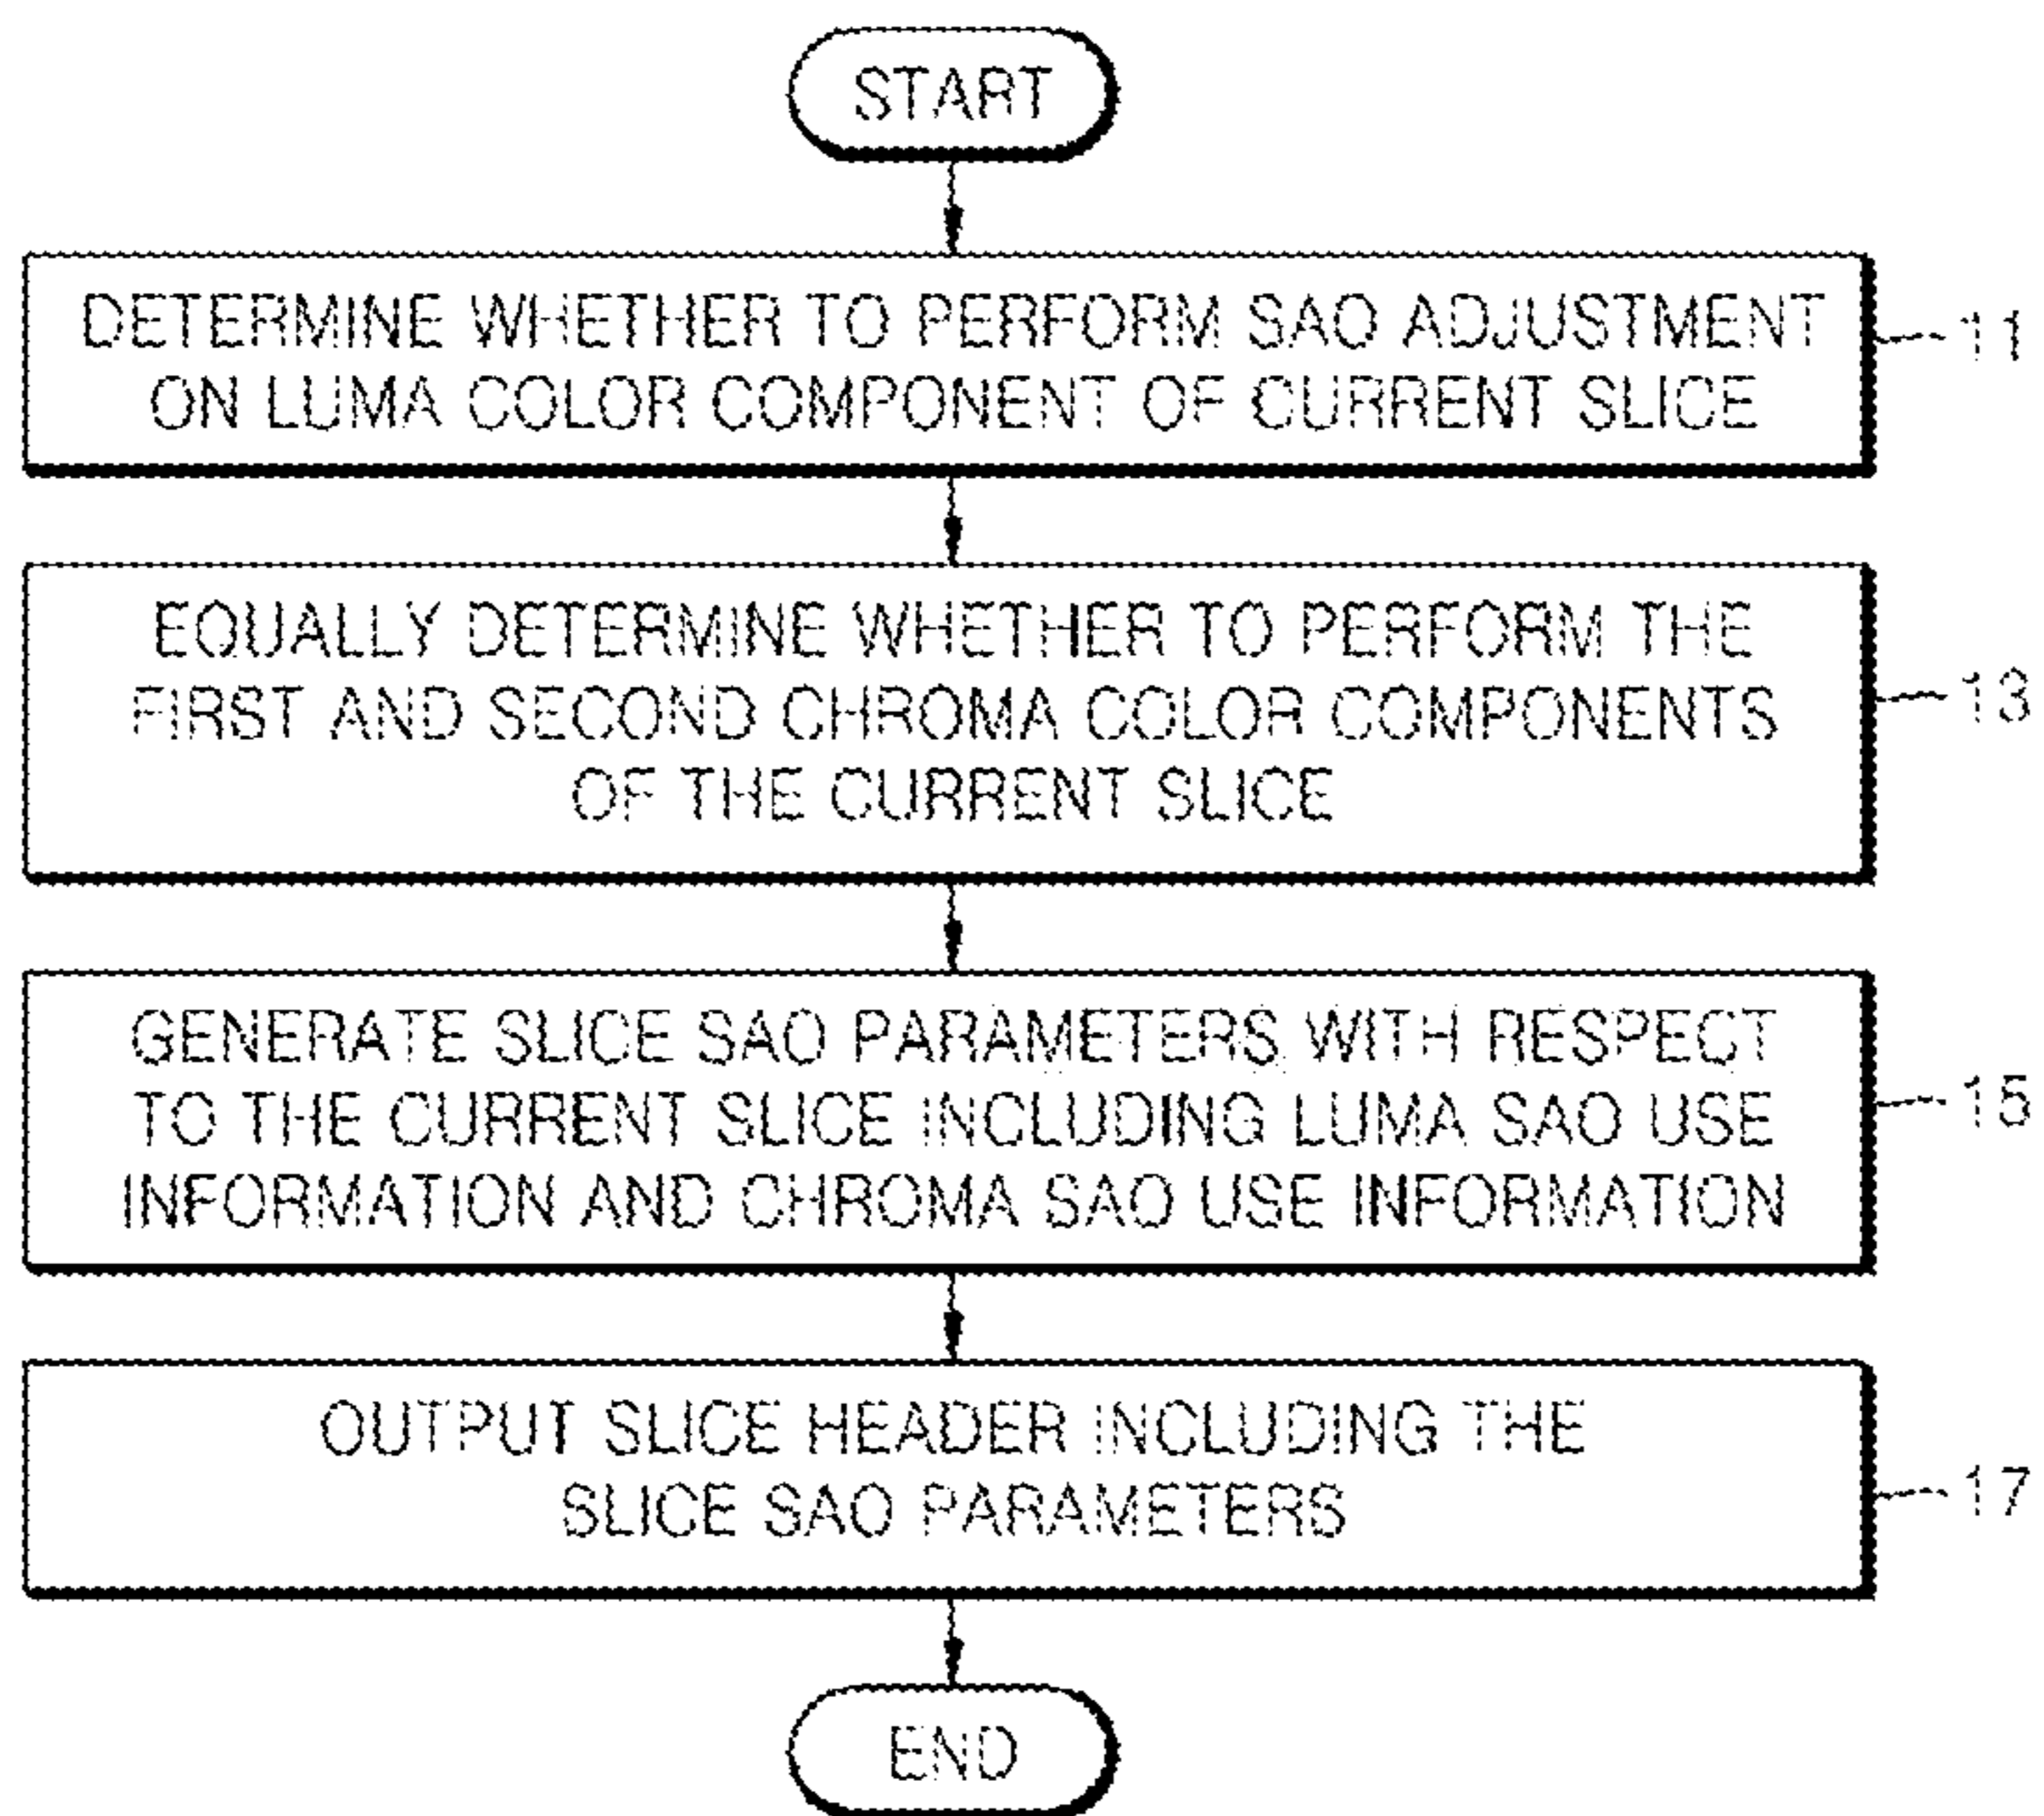 START
DETERMINE WHETHER TO PERFORM SAO ADJUSTMENT
ON LUMA COLOR COMPONENT OF CURRENT SLICE
11
EQUALLY DETERMINE WHETHER TO PERFORM THE
FIRST AND SECOND CHROMA COLOR COMPONENTS
OF THE CURRENT SLICE
13
GENERATE SLICE SAO PARAMETERS WITH RESPECT
TO THE CURRENT SLICE INCLUDING LUMA SAO USE
INFORMATION AND CHROMA SAO USE INFORMATION
15
OUTPUT SLICE HEADER INCLUDING THE
SLICE SAO PARAMETERS
17
END